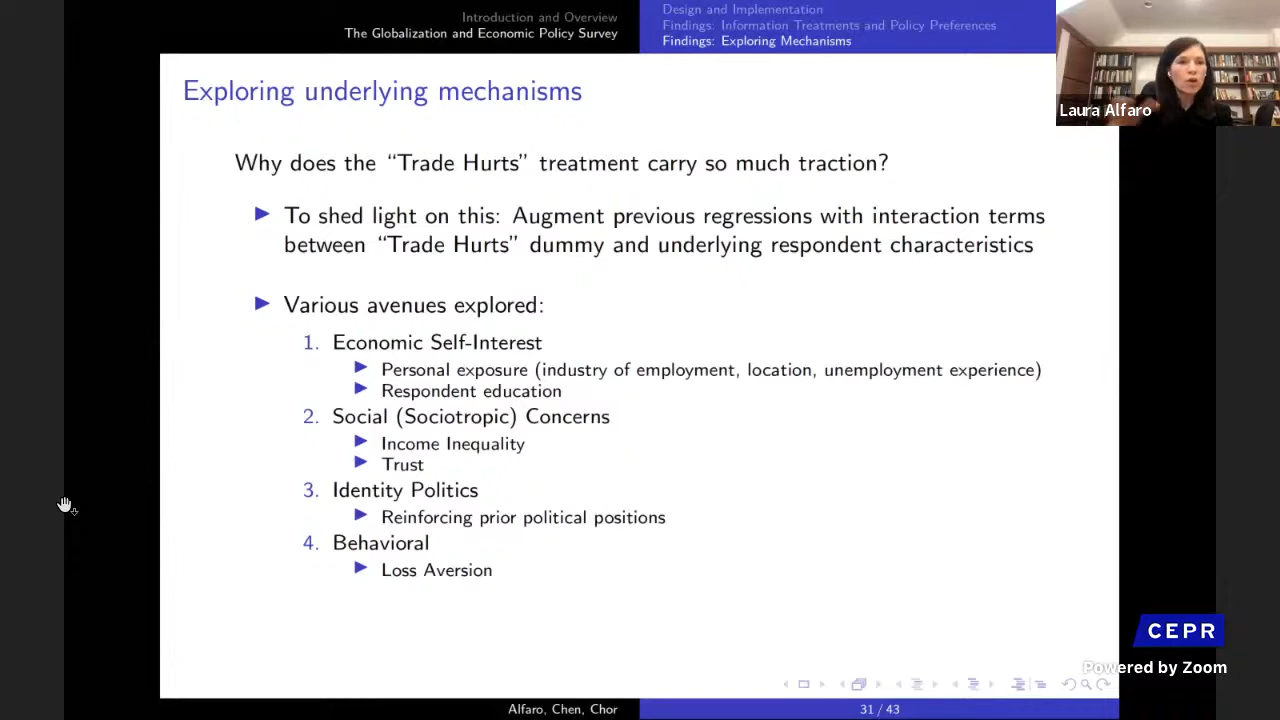 Introduction and Overview
The Globalization and Economic Policy Survey
Design and Implementation
Findings: Information Treatments and Policy Preferences
Findings: Exploring Mechanisms
Laura Alfaro
Exploring underlying mechanisms
Why does the “Trade Hurts” treatment carry so much traction?
To shed light on this: Augment previous regressions with interaction terms
between “Trade Hurts” dummy and underlying respondent characteristics
Various avenues explored:
1. Economic Self-Interest
Personal exposure (industry of employment, location, unemployment experience)
Respondent education
2. Social (Sociotropic) Concerns
Income Inequality
Trust
3. Identity Politics
Reinforcing prior political positions
4. Behavioral
Loss Aversion
CEPR
Powered by Zoom
Alfaro, Chen, Chor
31 / 43